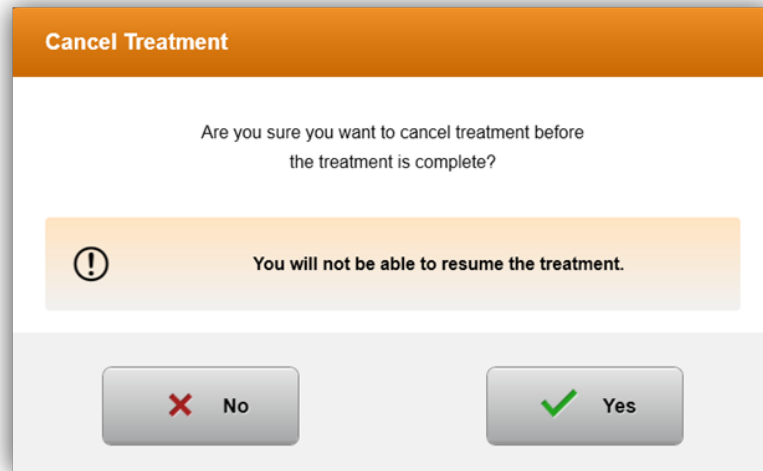 Cancel Treatment
Are you sure you want to cancel treatment before
the treatment is complete?
You will not be able to resume the treatment.
No
Yes